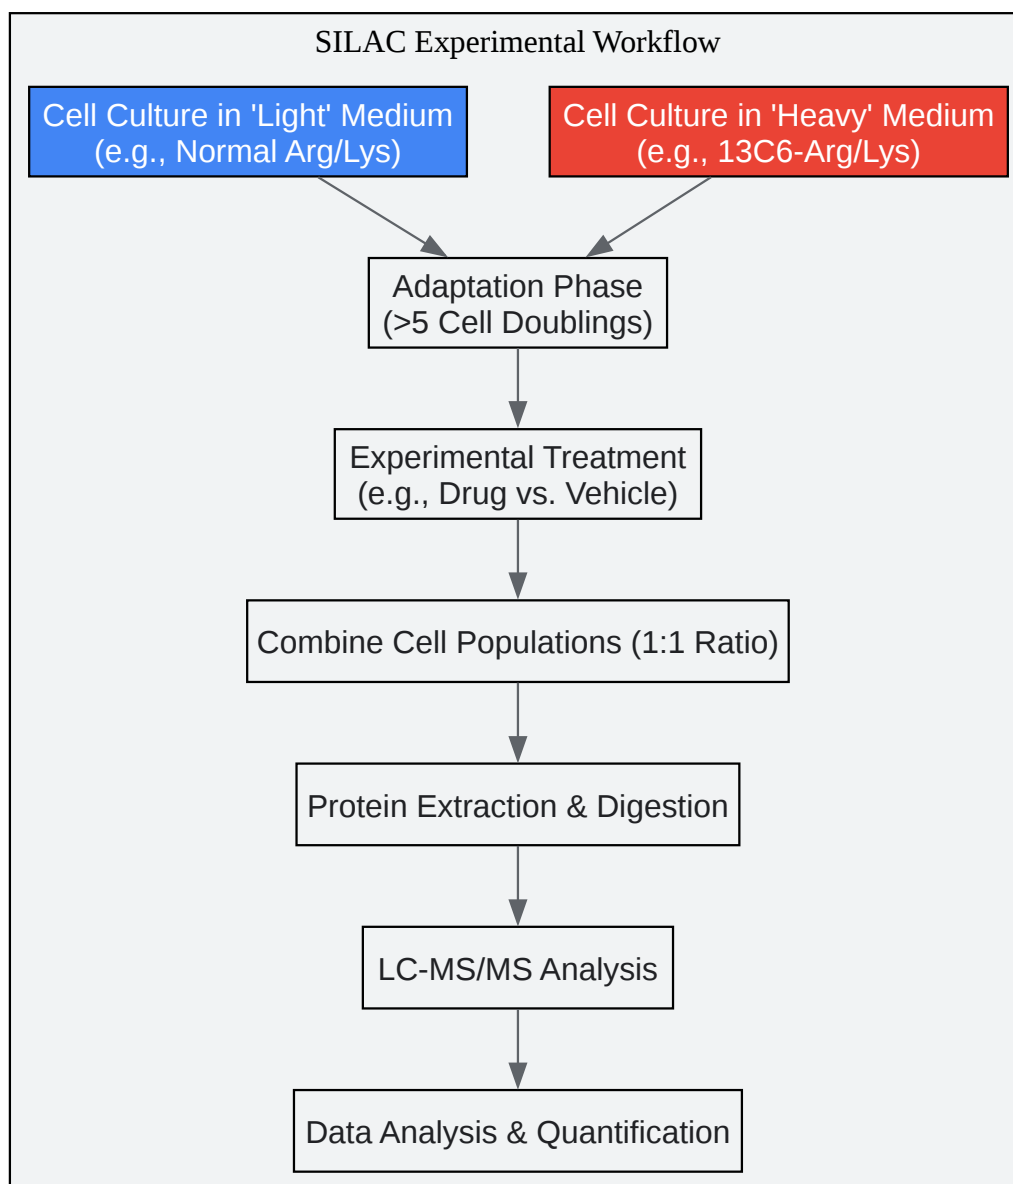 SILAC Experimental Workflow
Cell Culture in 'Light' Medium
(e.g., Normal Arg/Lys)
Cell Culture in 'Heavy' Medium
(e.g., 13C6-Arg/Lys)
Adaptation Phase
(>5 Cell Doublings)
Experimental Treatment
(e.g., Drug vs. Vehicle)
Combine Cell Populations (1:1 Ratio)
Protein Extraction & Digestion
LC-MS/MS Analysis
Data Analysis & Quantification